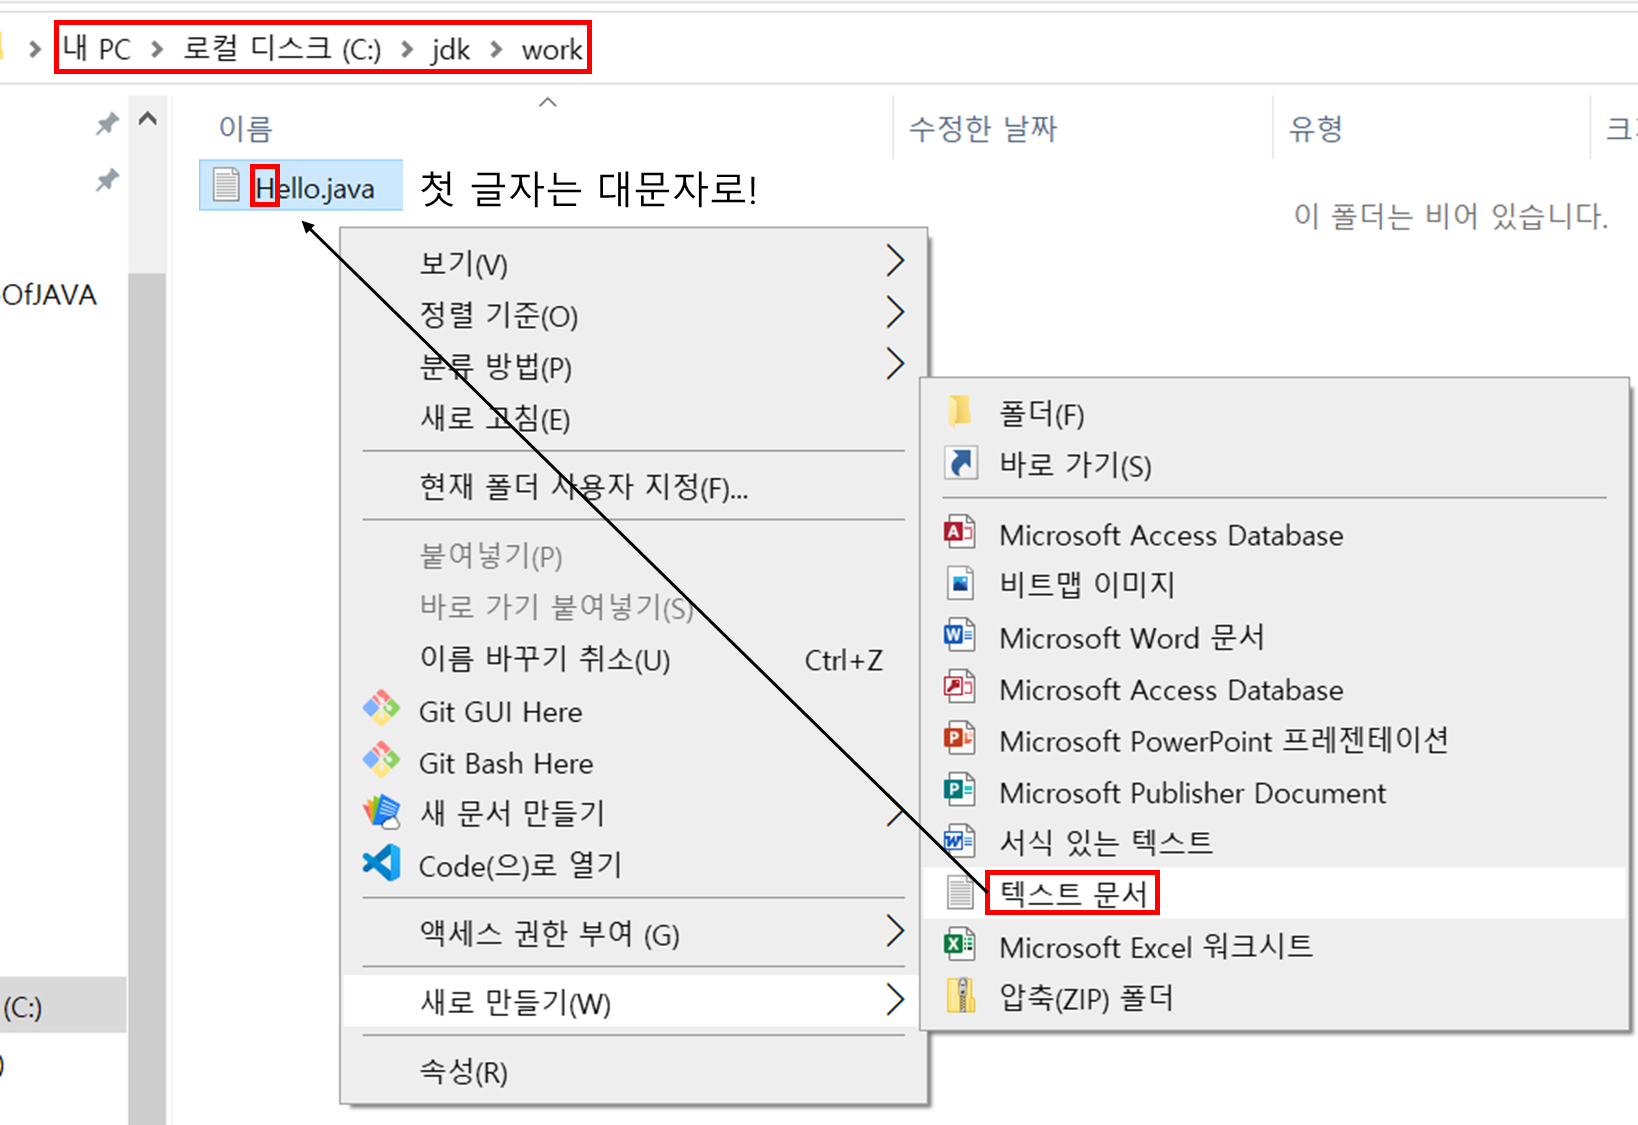 내 PC > 로컬 디스크 (C:) > jdk > work
이름
수정한 날짜
유형
Hello.java
첫 글자는 대문자로!
이 폴더는 비어 있습니다.
OfJAVA
(C:)
보기(V)
정렬 기준(O)
분류 방법(P)
새로 고침(E)
현재 폴더 사용자 지정(F)...
붙여넣기(P)
바로 가기 붙여넣기(S)
이름 바꾸기 취소(U) Ctrl+Z
Git GUI Here
Git Bash Here
새 문서 만들기
Code(으)로 열기
액세스 권한 부여 (G)
새로 만들기(W)
속성(R)
폴더(F)
바로 가기(S)
Microsoft Access Database
비트맵 이미지
Microsoft Word 문서
Microsoft Access Database
Microsoft PowerPoint 프레젠테이션
Microsoft Publisher Document
서식 있는 텍스트
텍스트 문서
Microsoft Excel 워크시트
압축(ZIP) 폴더